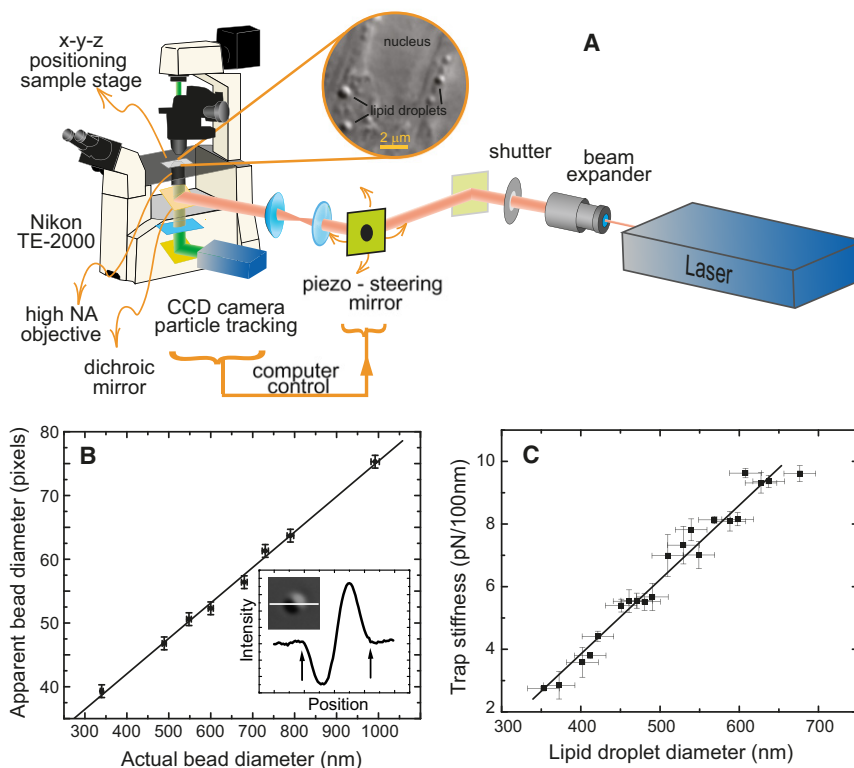 A
x-y-z
positioning
sample stage
nucleus
lipid droplets
2 µm
shutter
beam
expander
Laser
Nikon
TE-2000
piezo - steering
mirror
high NA
objective
CCD camera
particle tracking
dichroic
mirror
computer
control
B
Apparent bead diameter (pixels)
80
70
60
50
40
300 400 500 600 700 800 900 1000
Actual bead diameter (nm)
Intensity
Position
C
Trap stiffness (pN/100nm)
10
8
6
4
2
300 400 500 600 700
Lipid droplet diameter (nm)